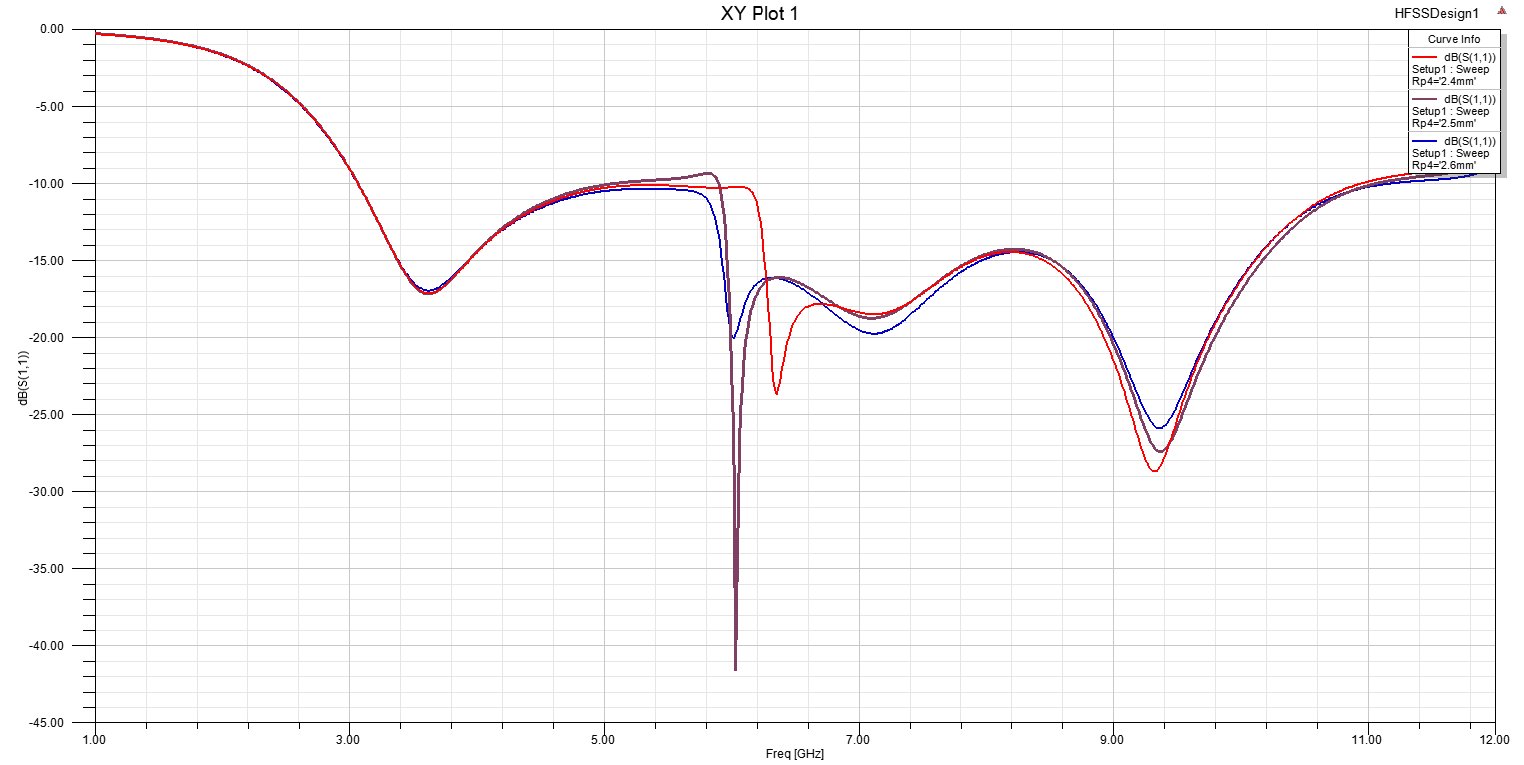 XY Plot 1
HFSSDesign1
Curve Info
dB(S(1,1))
Setup1 : Sweep
Rp4='2.4mm'
dB(S(1,1))
Setup1 : Sweep
Rp4='2.5mm'
dB(S(1,1))
Setup1 : Sweep
Rp4='2.6mm'
0.00
-5.00
-10.00
-15.00
-20.00
-25.00
-30.00
-35.00
-40.00
-45.00
dB(S(1,1))
1.00 3.00 5.00 7.00 9.00 11.00 12.00
Freq [GHz]